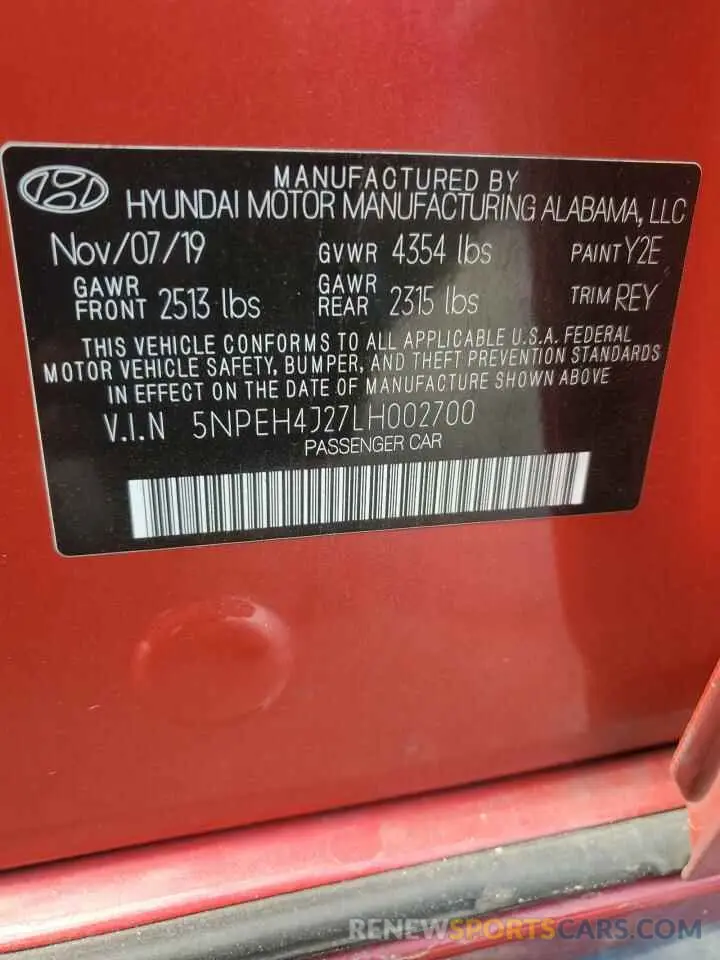 MANUFACTURED BY
HYUNDAI MOTOR MANUFACTURING ALABAMA, LLC
Nov/07/19 GVWR 4354 lbs PAINT Y2E
GAWR FRONT 2513 lbs GAWR REAR 2315 lbs TRIM REY
THIS VEHICLE CONFORMS TO ALL APPLICABLE U.S.A. FEDERAL
MOTOR VEHICLE SAFETY, BUMPER, AND THEFT PREVENTION STANDARDS
IN EFFECT ON THE DATE OF MANUFACTURE SHOWN ABOVE
V.I.N 5NPEH4J27LH002700
PASSENGER CAR
RENEWSPORTSCARS.COM